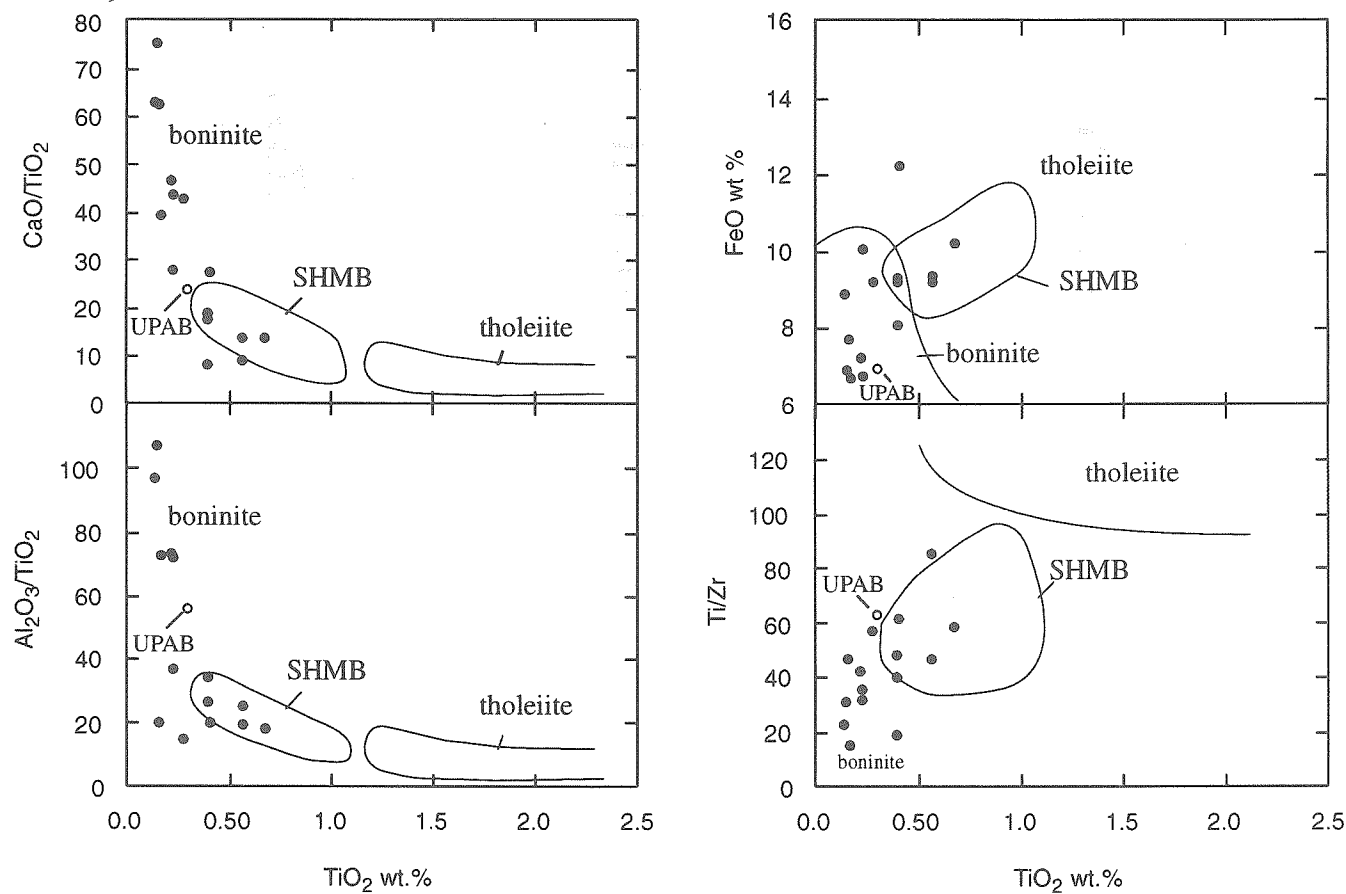 80
70
60
50
40
30
20
10
0
CaO/TiO₂
boninite
UPAB
SHMB
tholeiite
16
14
12
10
8
6
FeO wt %
tholeiite
SHMB
boninite
UPAB
100
80
60
40
20
0
Al₂O₃/TiO₂
boninite
UPAB
SHMB
tholeiite
0.0 0.50 1.0 1.5 2.0 2.5
TiO₂ wt.%
120
100
80
60
40
20
0
Ti/Zr
tholeiite
UPAB
SHMB
boninite
0.0 0.50 1.0 1.5 2.0 2.5
TiO₂ wt.%